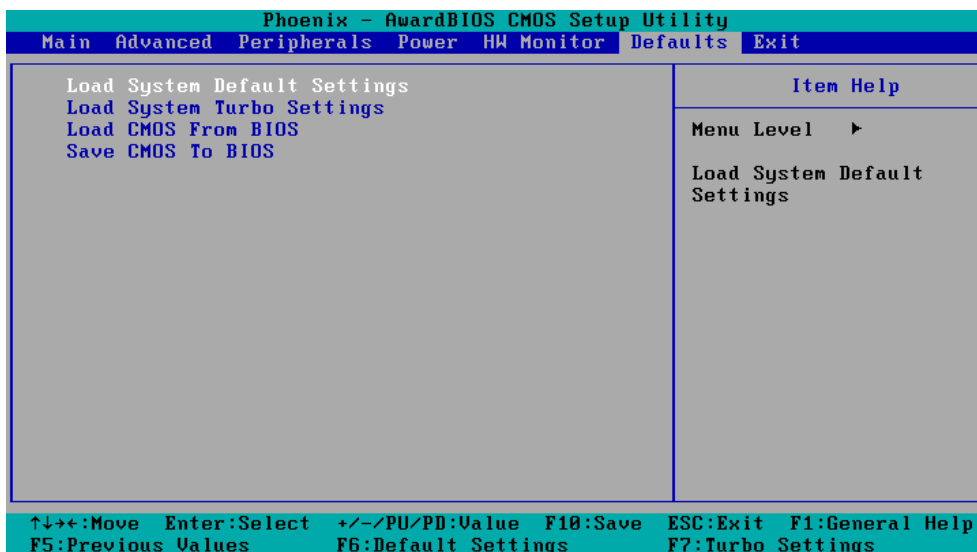 Phoenix - AwardBIOS CMOS Setup Utility
Main Advanced Peripherals Power HW Monitor Defaults Exit
Load System Default Settings
Load System Turbo Settings
Load CMOS From BIOS
Save CMOS To BIOS
Item Help
Menu Level ►
Load System Default
Settings
↑↓→←:Move Enter:Select +/-/PU/PD:Value F10:Save ESC:Exit F1:General Help
F5:Previous Values F6:Default Settings F7:Turbo Settings